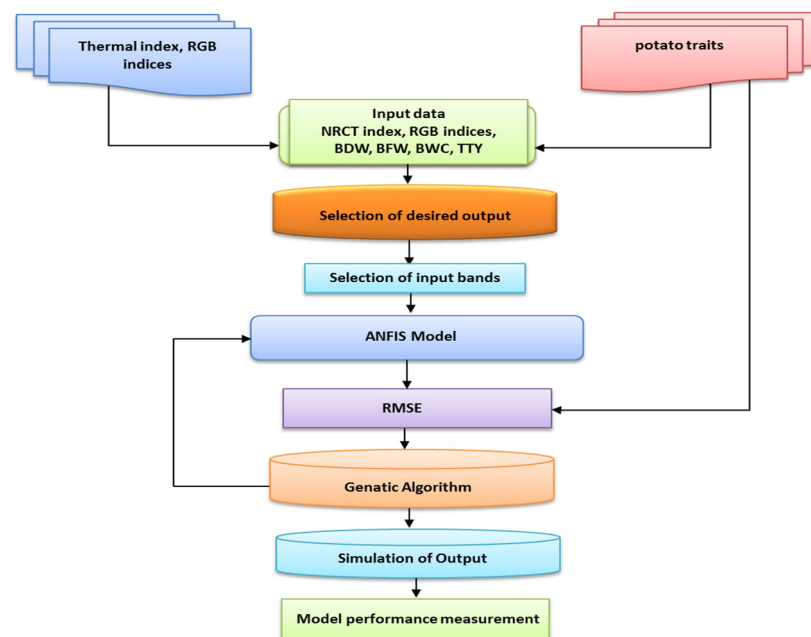 Thermal index, RGB
indices
potato traits
Input data
NRCT index, RGB indices,
BDW, BFW, BWC, TTY
Selection of desired output
Selection of input bands
ANFIS Model
RMSE
Genatic Algorithm
Simulation of Output
Model performance measurement